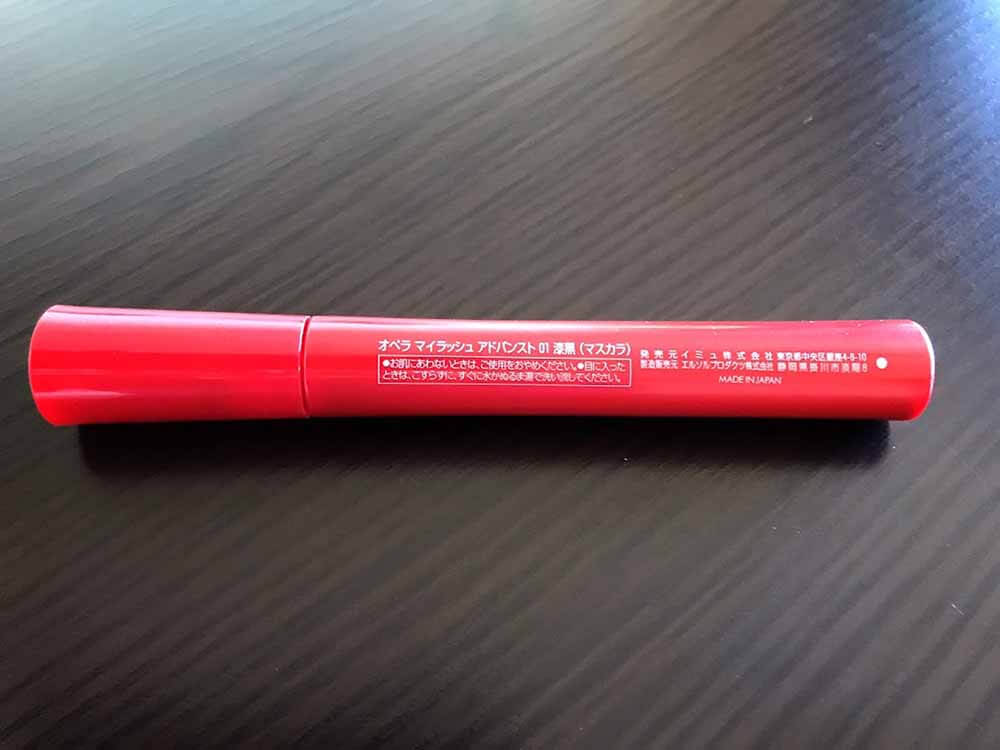 オペラ マイラッシュ アドバンスト 01 漆黒 (マスカラ)
●お肌にあわないときは、ご使用をおやめください。●目に入った
ときは、こすらずに、すぐに水かぬるま湯で洗い流してください。
発売元 イミュ株式会社 東京都中央区銀座4-9-10
製造販売元 エルソルプロダクツ株式会社 静岡県掛川市淡陽8
MADE IN JAPAN